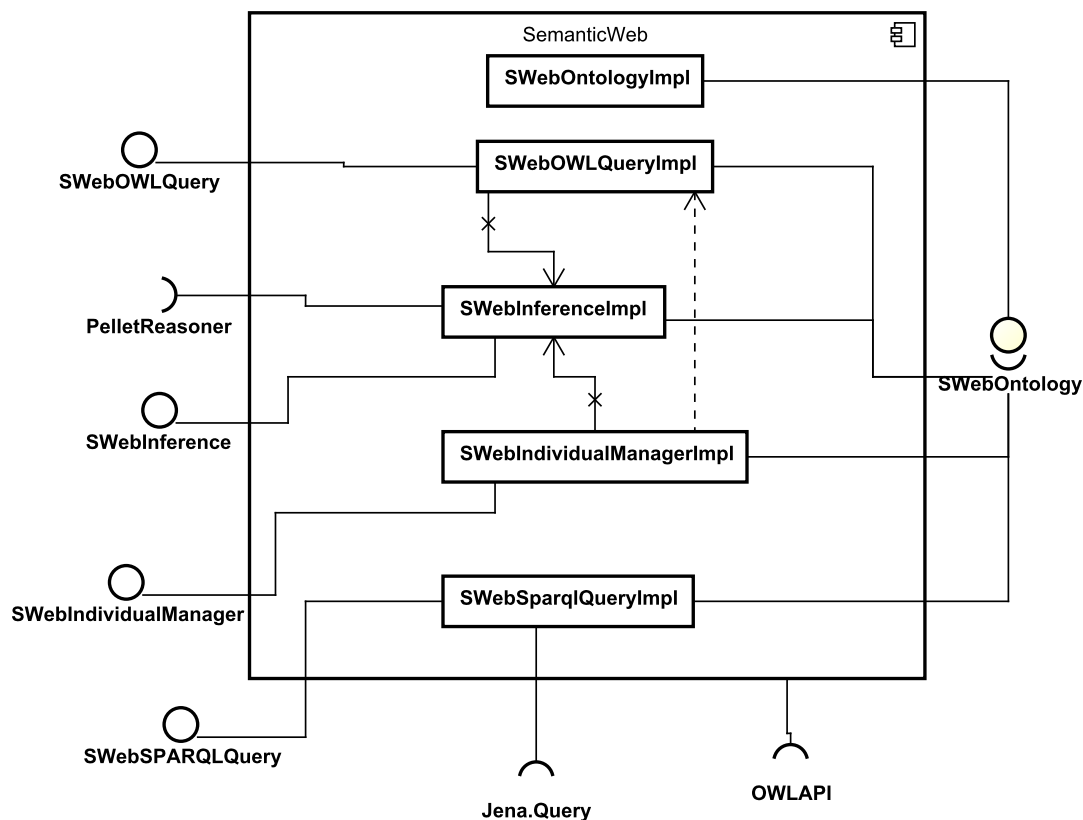 SemanticWeb
SWebOntologyImpl
SWebOWLQueryImpl
SWebOWLQuery
SWebInferenceImpl
PelletReasoner
SWebOntology
SWebInference
SWebIndividualManagerImpl
SWebSparqlQueryImpl
SWebIndividualManager
SWebSPARQLQuery
OWLAPI
Jena.Query